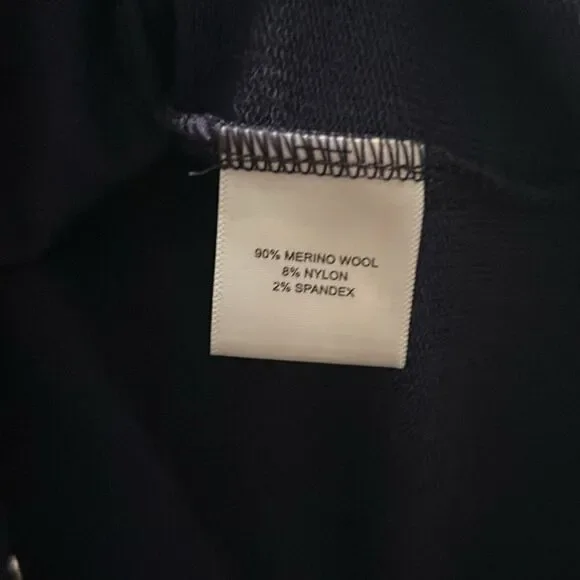 90% MERINO WOOL
8% NYLON
2% SPANDEX